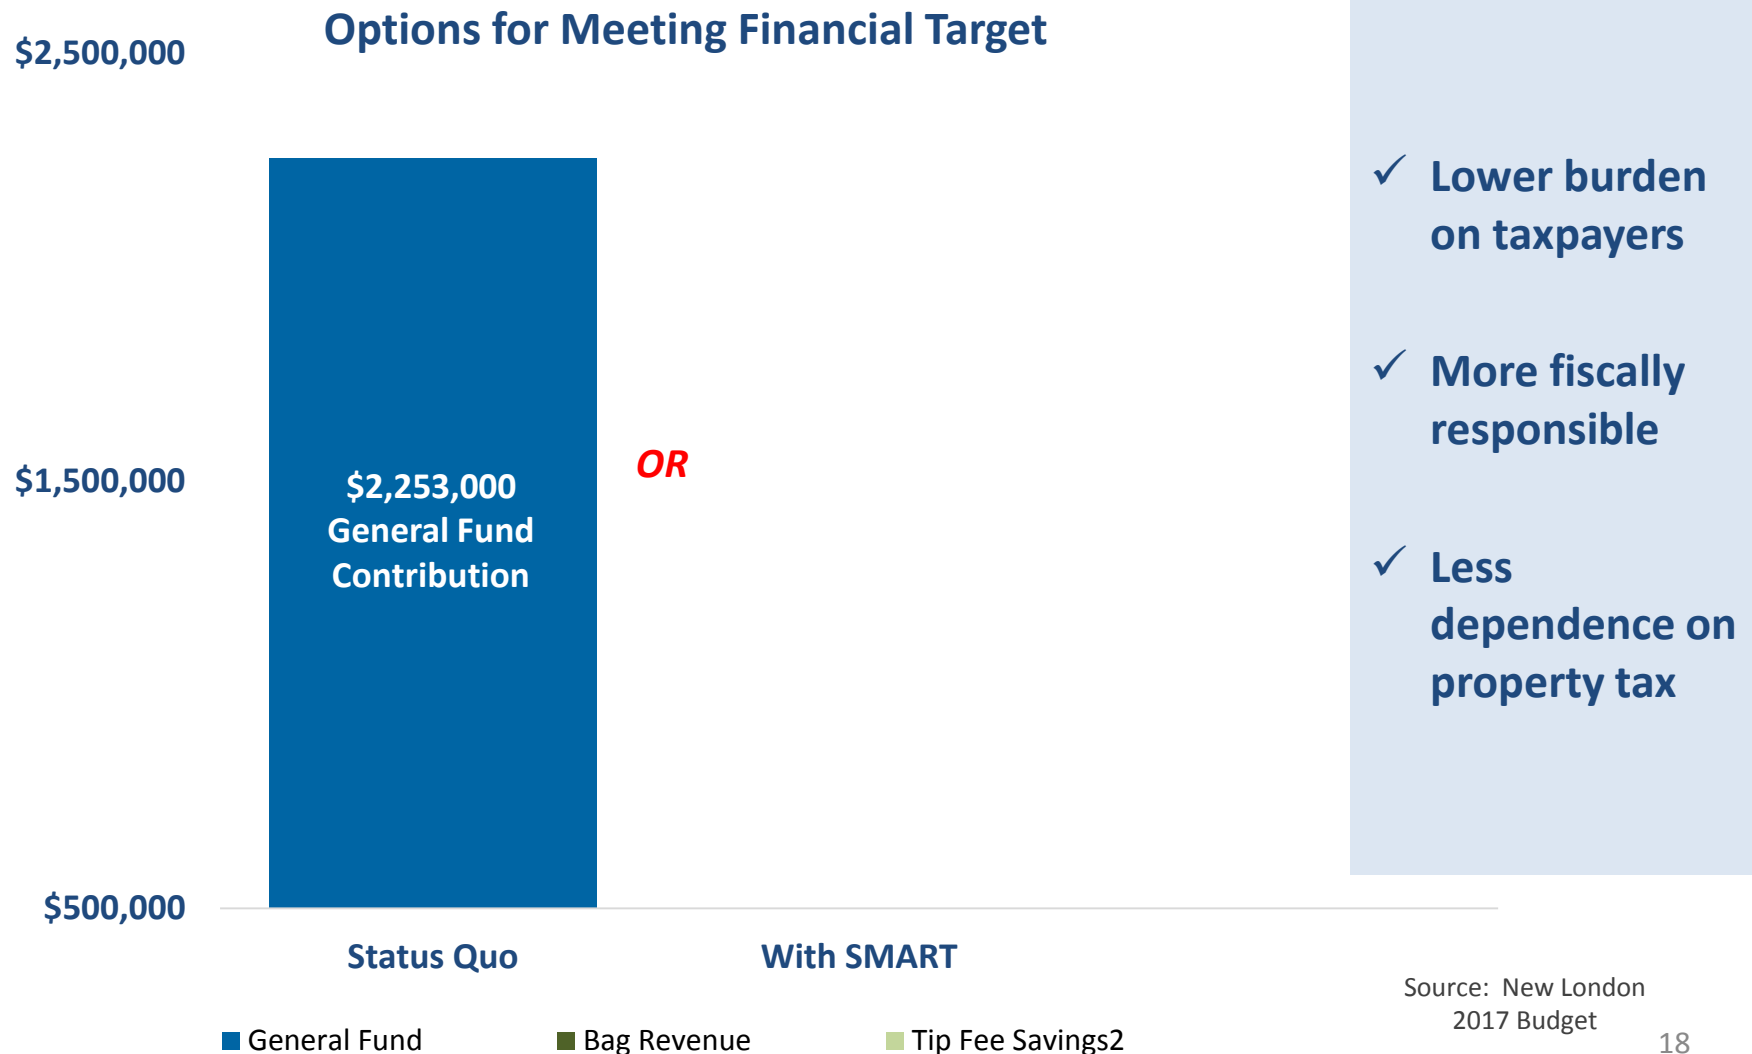 Options for Meeting Financial Target
$2,500,000
$1,500,000
$500,000
$2,253,000
General Fund
Contribution
OR
Status Quo
With SMART
General Fund
Bag Revenue
Tip Fee Savings2
✓ Lower burden
on taxpayers
✓ More fiscally
responsible
✓ Less
dependence on
property tax
Source: New London
2017 Budget
18